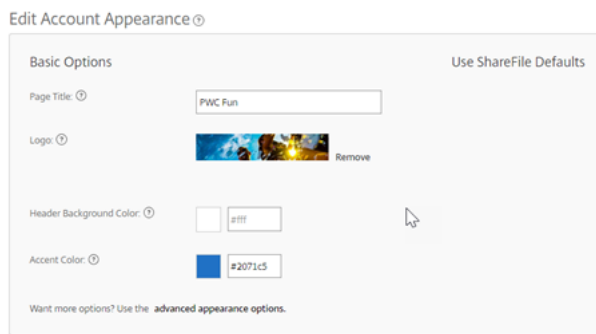 Edit Account Appearance ?
Basic Options
Use ShareFile Defaults
Page Title: ?
PWC Fun
Logo: ?
Remove
Header Background Color: ?
#fff
Accent Color: ?
#2071c5
Want more options? Use the advanced appearance options.